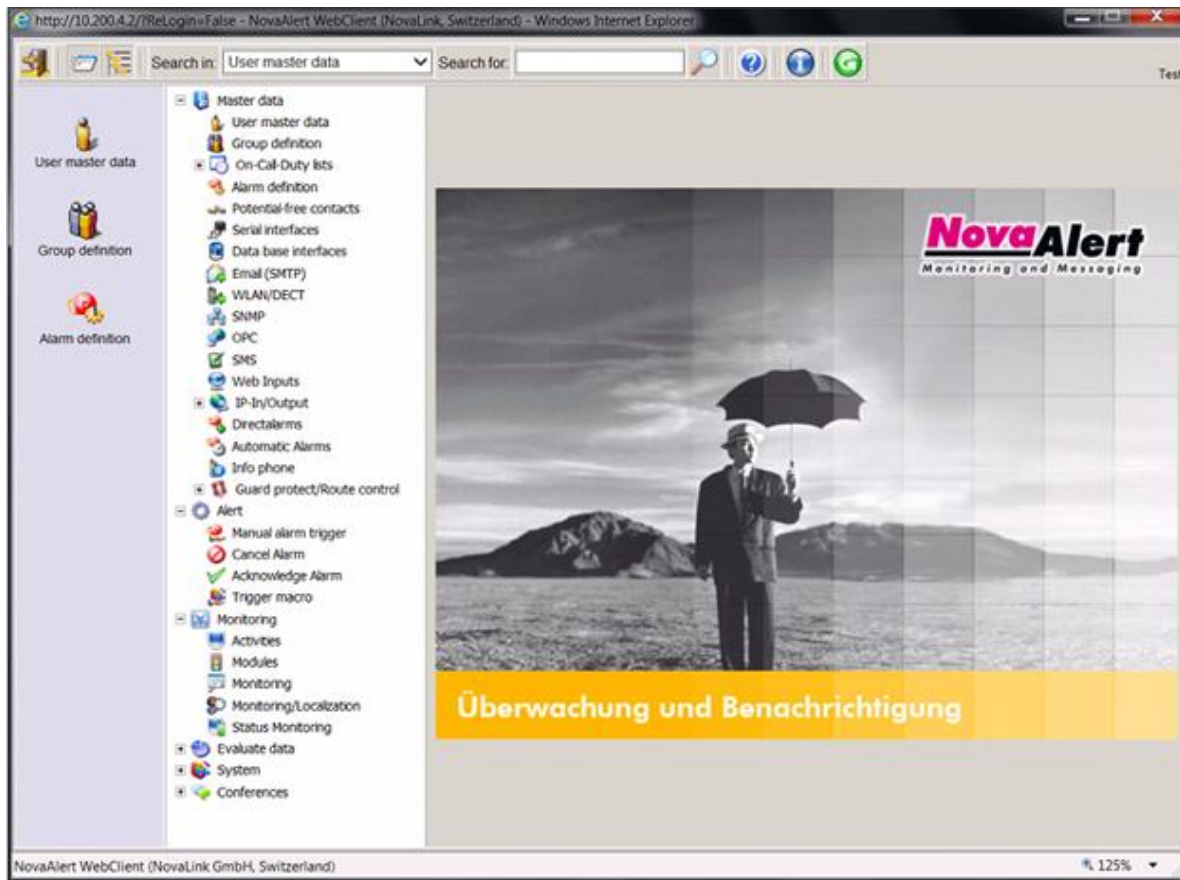 http://10.200.4.2/?ReLogin=False - NovaAlert WebClient (NovaLink, Switzerland) - Windows Internet Explorer
Search in: User master data Search for:
Test
User master data
Group definition
Alarm definition
Master data
User master data
Group definition
On-Call-Duty lists
Alarm definition
Potential-free contacts
Serial interfaces
Data base interfaces
Email (SMTP)
WLAN/DECT
SNMP
OPC
SMS
Web Inputs
IP-In/Output
Directalarms
Automatic Alarms
Info phone
Guard protect/Route control
Alert
Manual alarm trigger
Cancel Alarm
Acknowledge Alarm
Trigger macro
Monitoring
Activities
Modules
Monitoring
Monitoring/Localization
Status Monitoring
Evaluate data
System
Conferences
NovaAlert
Monitoring and Messaging
Überwachung und Benachrichtigung
NovaAlert WebClient (NovaLink GmbH, Switzerland)
125%